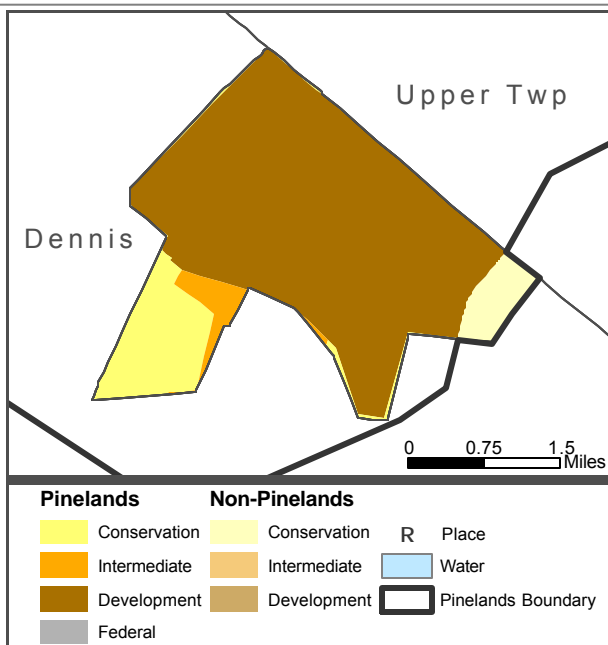 Upper Twp
Dennis
0 0.75 1.5
Miles
Pinelands Non-Pinelands
Conservation Conservation R Place
Intermediate Intermediate Water
Development Development Pinelands Boundary
Federal